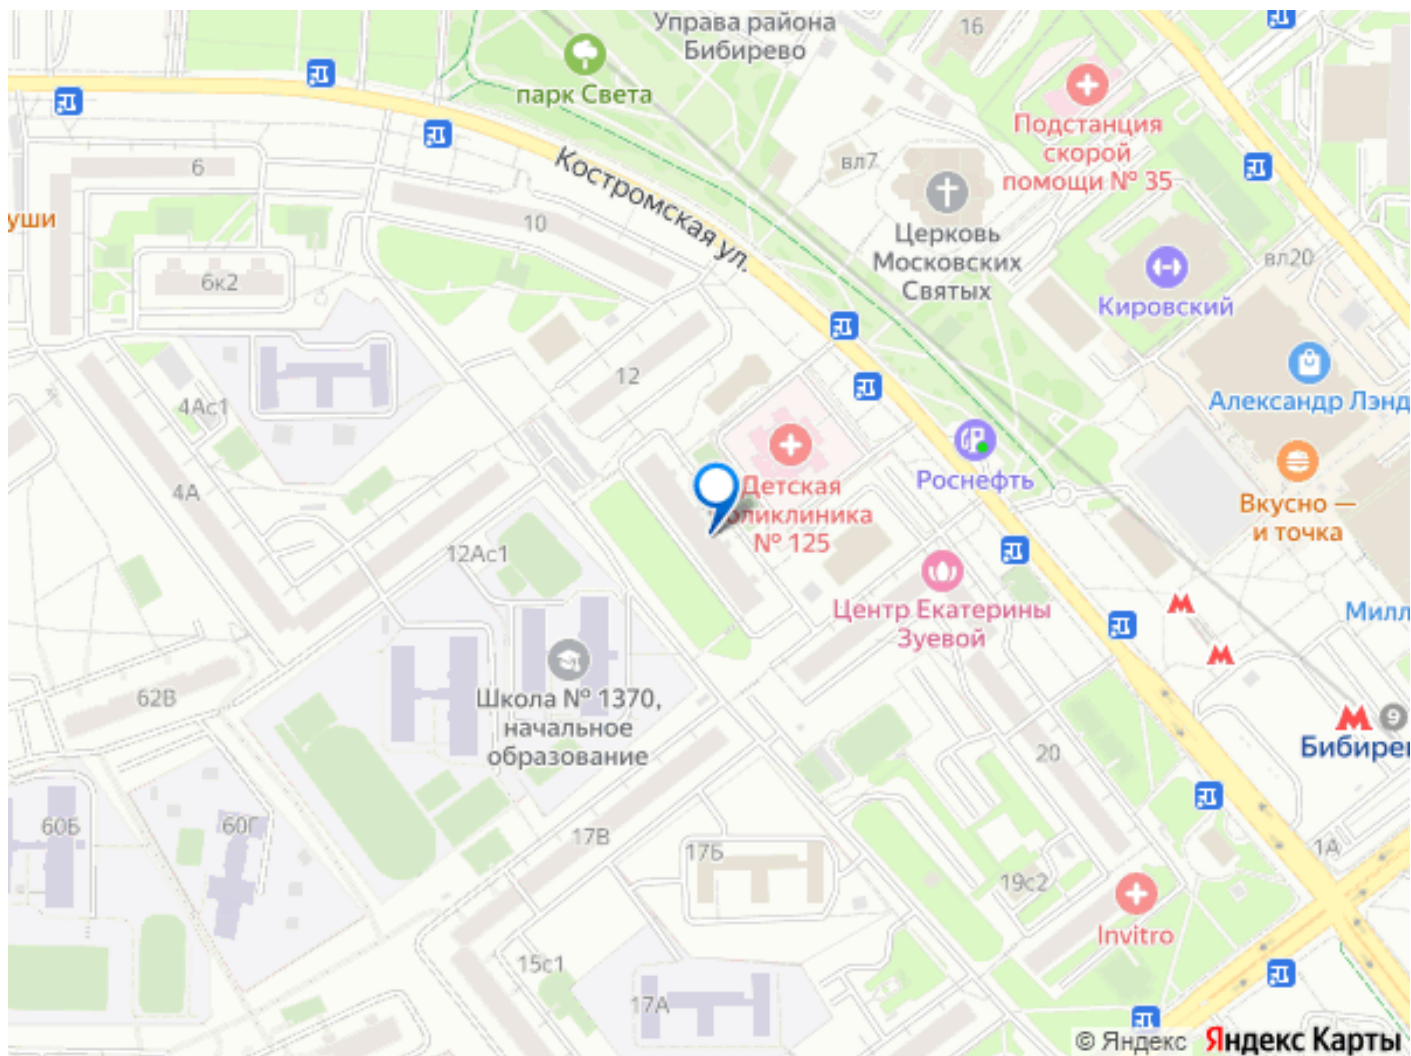 Управа района
Бибирево
16
парк Света
Подстанция
скорой
помощи № 35
Костромская ул.
вл7
6
10
уши
Церковь
Московских
Святых
вл20
6к2
Кировский
12
4Ас1
Александр Лэнд
4А
Детская
№ 125
Роснефть
Вкусно —
и точка
12Ас1
Центр Екатерины
Зуевой
Милл
62В
Школа № 1370,
начальное
образование
9
Бибирев
20
60Б
60Г
17В
17Б
1А
19с2
Invitro
15с1
17А
© Яндекс Яндекс Карты